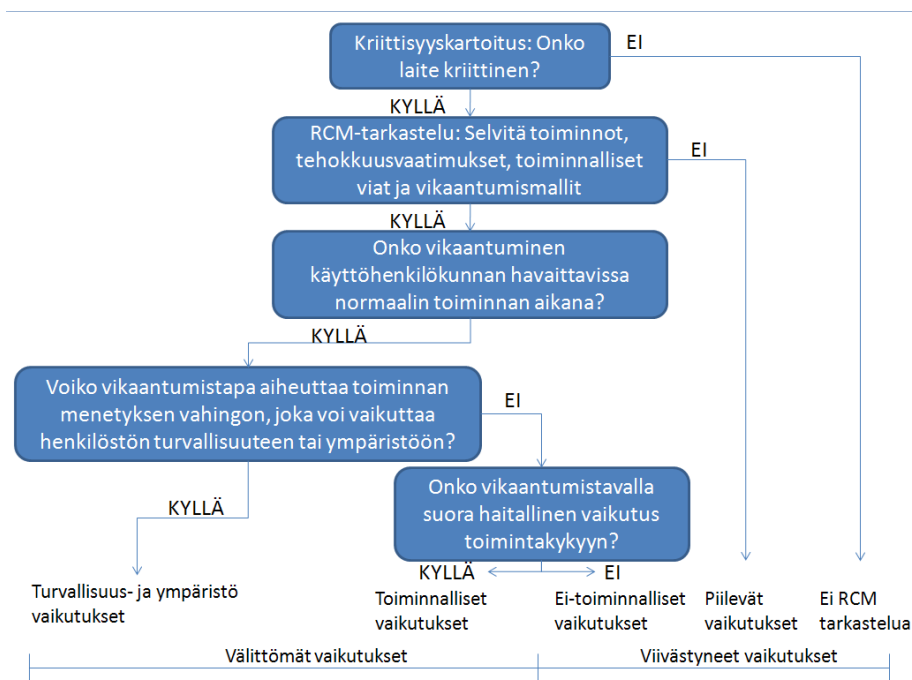 Kriittisyyskartoitus: Onko
laite kriittinen?
EI
KYLLÄ
RCM-tarkastelu: Selvitä toiminnot,
tehokkuusvaatimukset, toiminnalliset
viat ja vikaantumismallit
EI
KYLLÄ
Onko vikaantuminen
käyttöhenkilökunnan havaittavissa
normaalin toiminnan aikana?
KYLLÄ
Voiko vikaantumistapa aiheuttaa toiminnan
menetyksen vahingon, joka voi vaikuttaa
henkilöstön turvallisuuteen tai ympäristöön?
EI
KYLLÄ
Onko vikaantumistavalla
suora haitallinen vaikutus
toimintakykyyn?
KYLLÄ
EI
Turvallisuus- ja ympäristö
vaikutukset
Toiminnalliset
vaikutukset
Ei-toiminnalliset
vaikutukset
Piilevät
vaikutukset
Ei RCM
tarkastelua
Välittömät vaikutukset
Viivästyneet vaikutukset